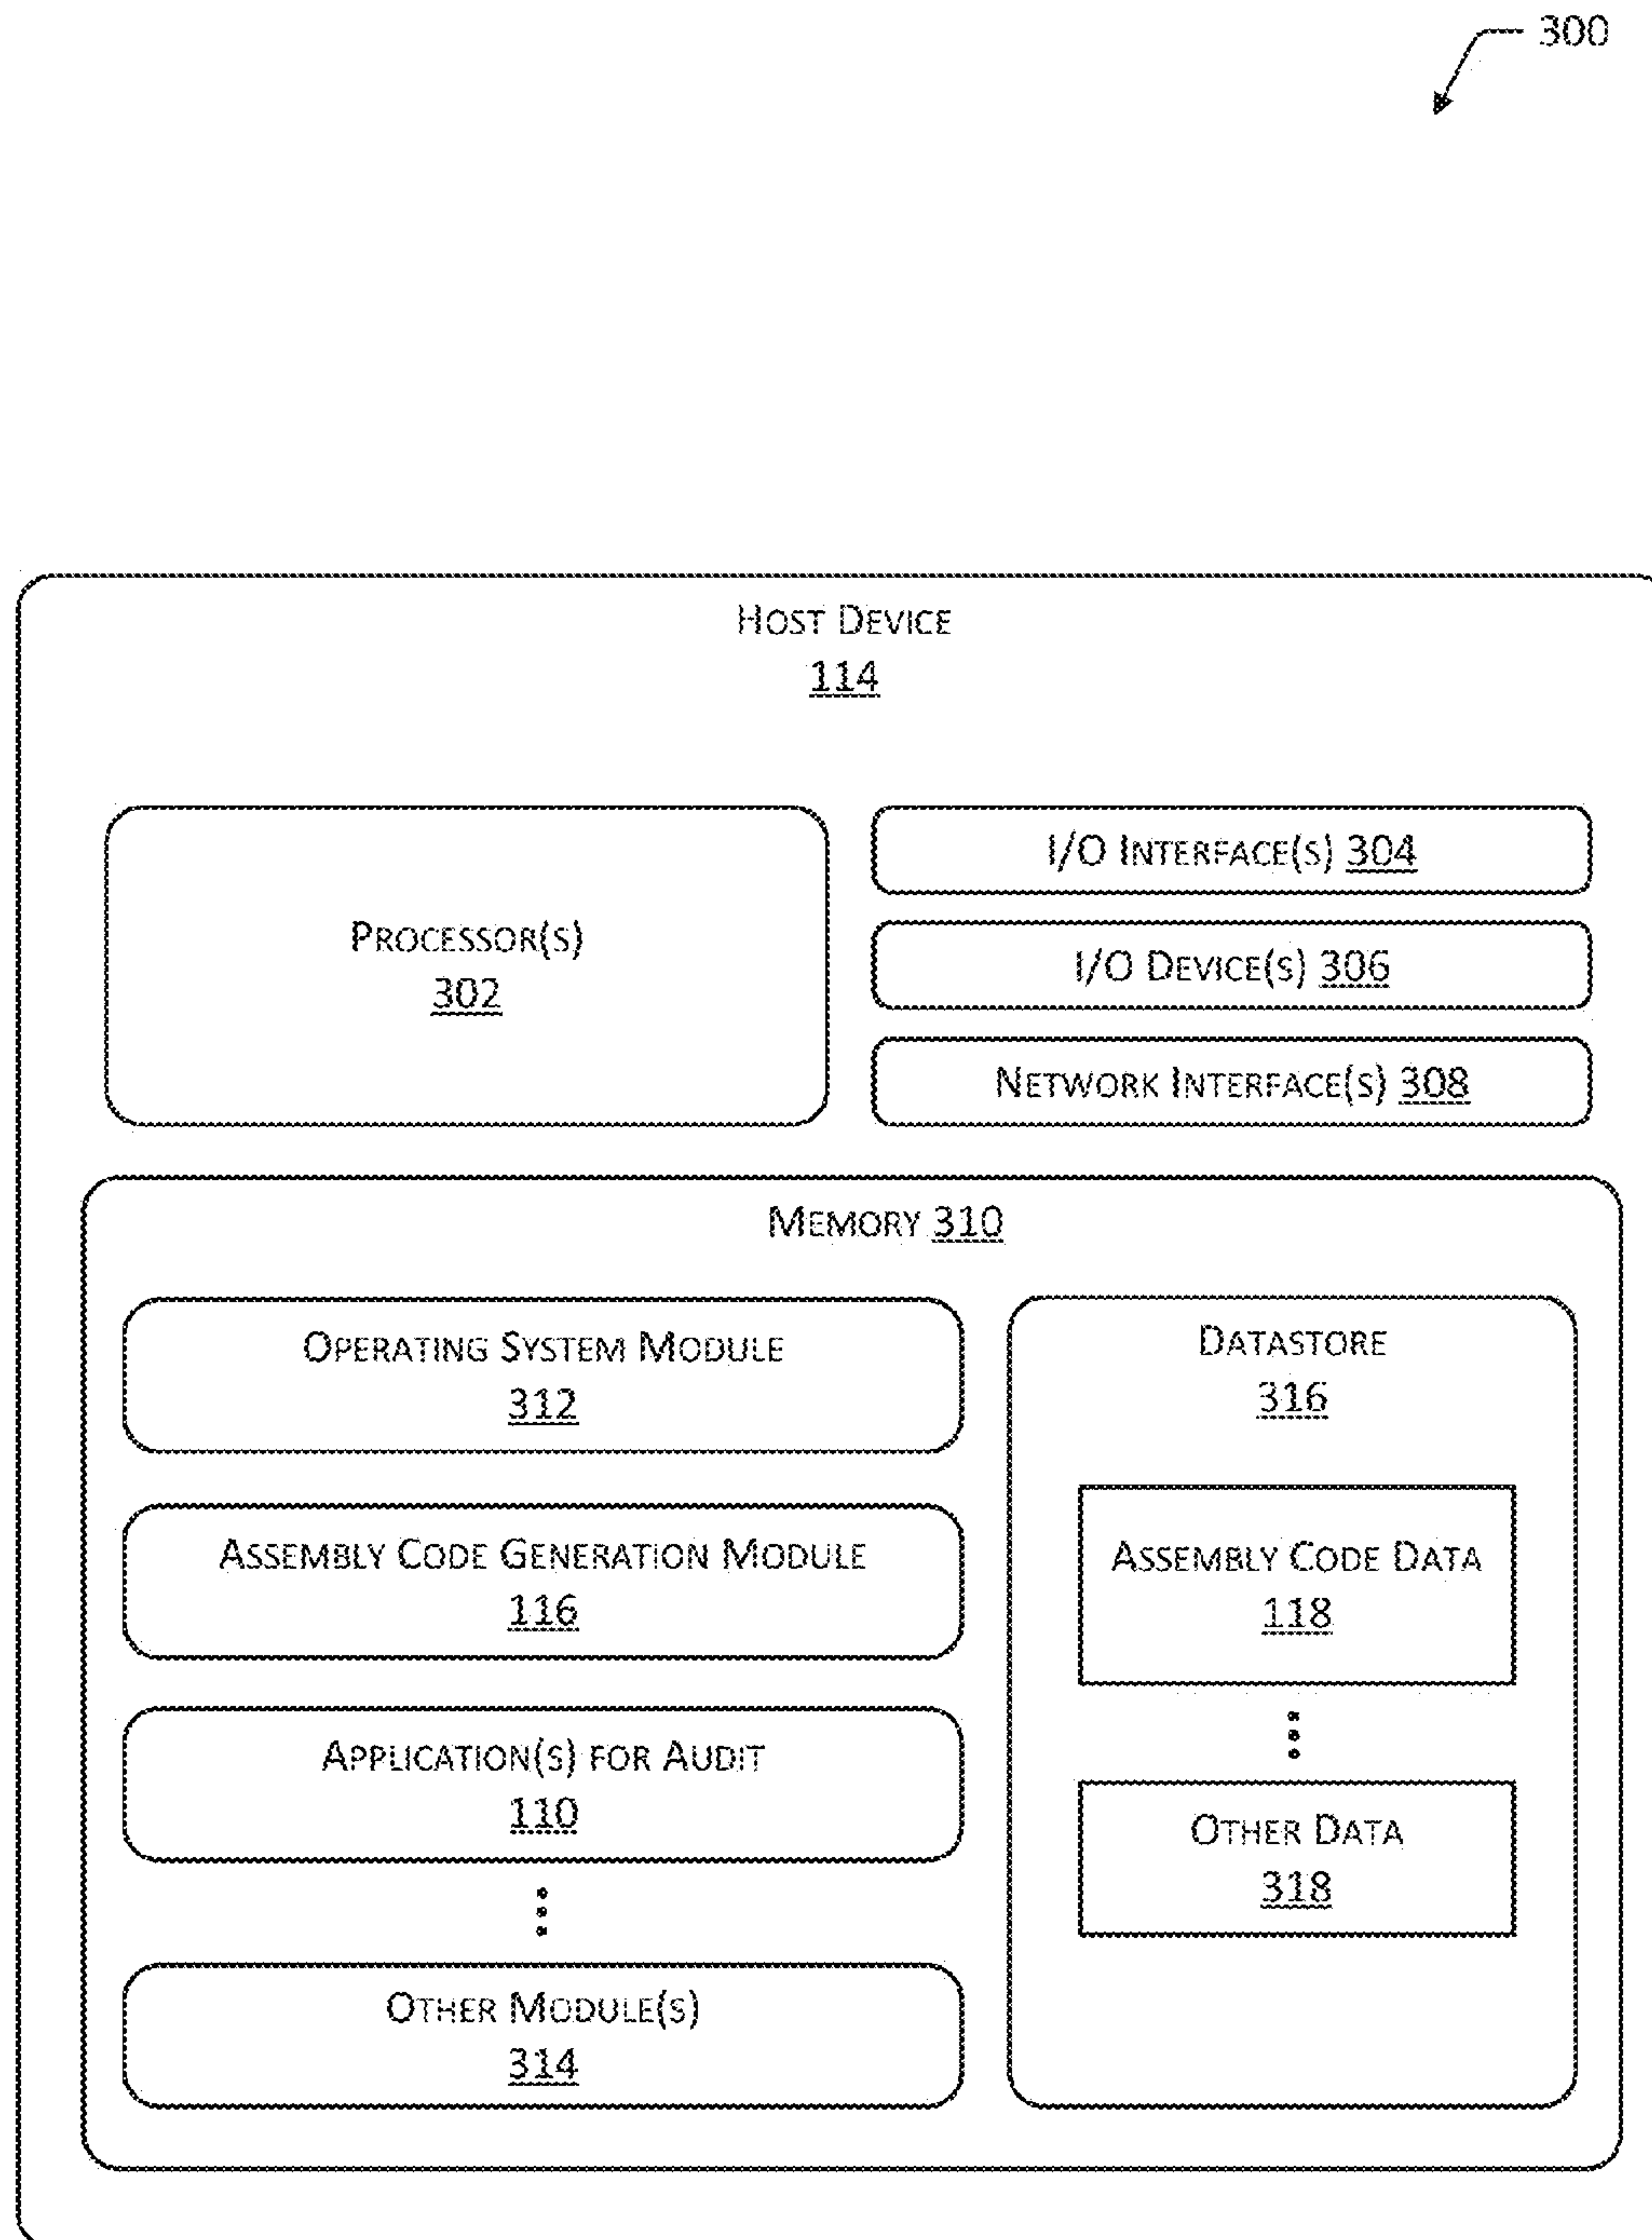 300
HOST DEVICE
114
PROCESSOR(S)
302
I/O INTERFACE(S) 304
I/O DEVICE(S) 306
NETWORK INTERFACE(S) 308
MEMORY 310
OPERATING SYSTEM MODULE
312
ASSEMBLY CODE GENERATION MODULE
116
APPLICATION(S) FOR AUDIT
110
OTHER MODULE(S)
314
DATASTORE
316
ASSEMBLY CODE DATA
118
OTHER DATA
318